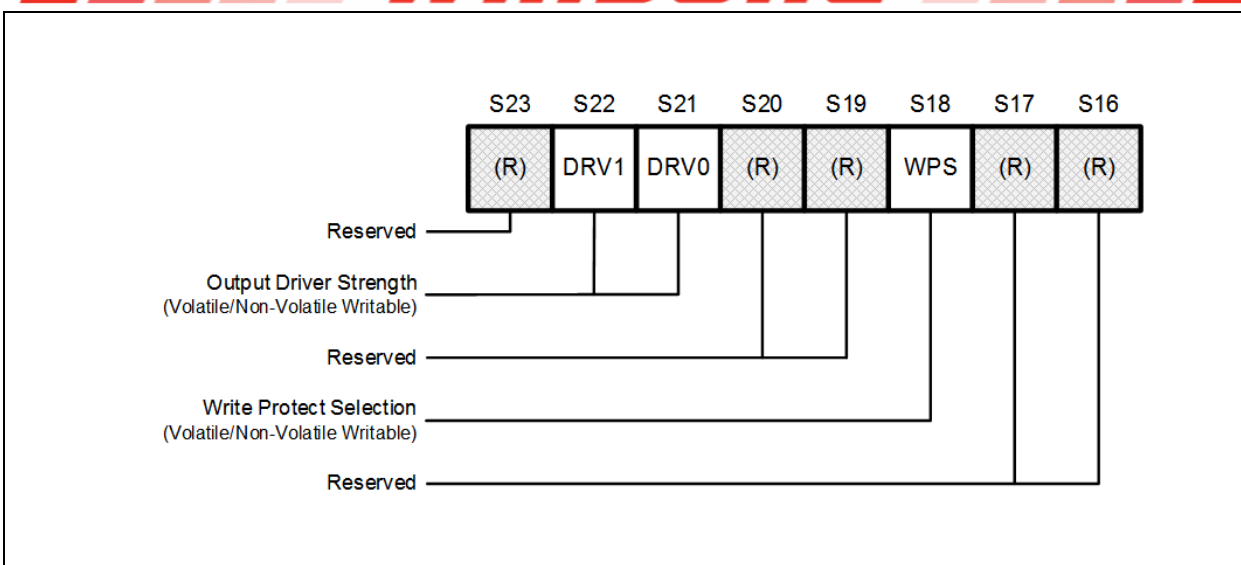 S23 S22 S21 S20 S19 S18 S17 S16
(R) DRV1 DRV0 (R) (R) WPS (R) (R)
Reserved
Output Driver Strength
(Volatile/Non-Volatile Writable)
Reserved
Write Protect Selection
(Volatile/Non-Volatile Writable)
Reserved